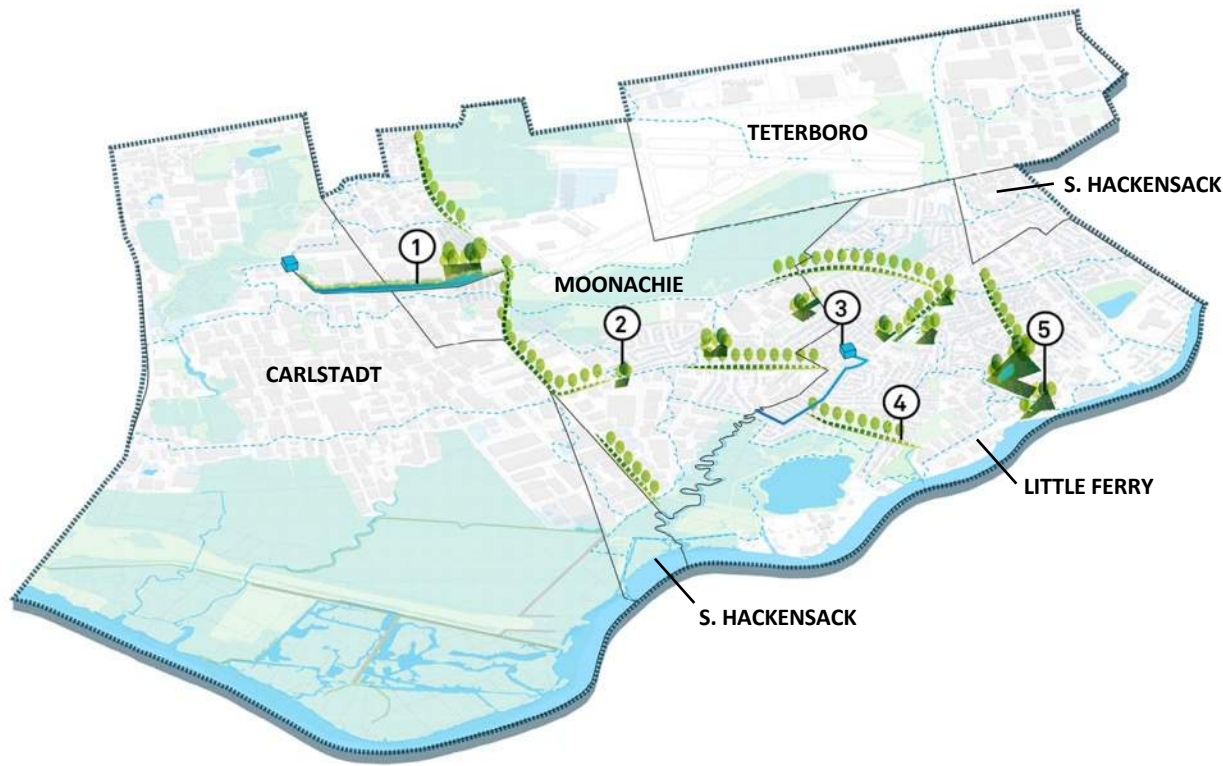 TETERBORO
S. HACKENSACK
1
MOONACHIE
2
3
5
CARLSTADT
4
LITTLE FERRY
S. HACKENSACK